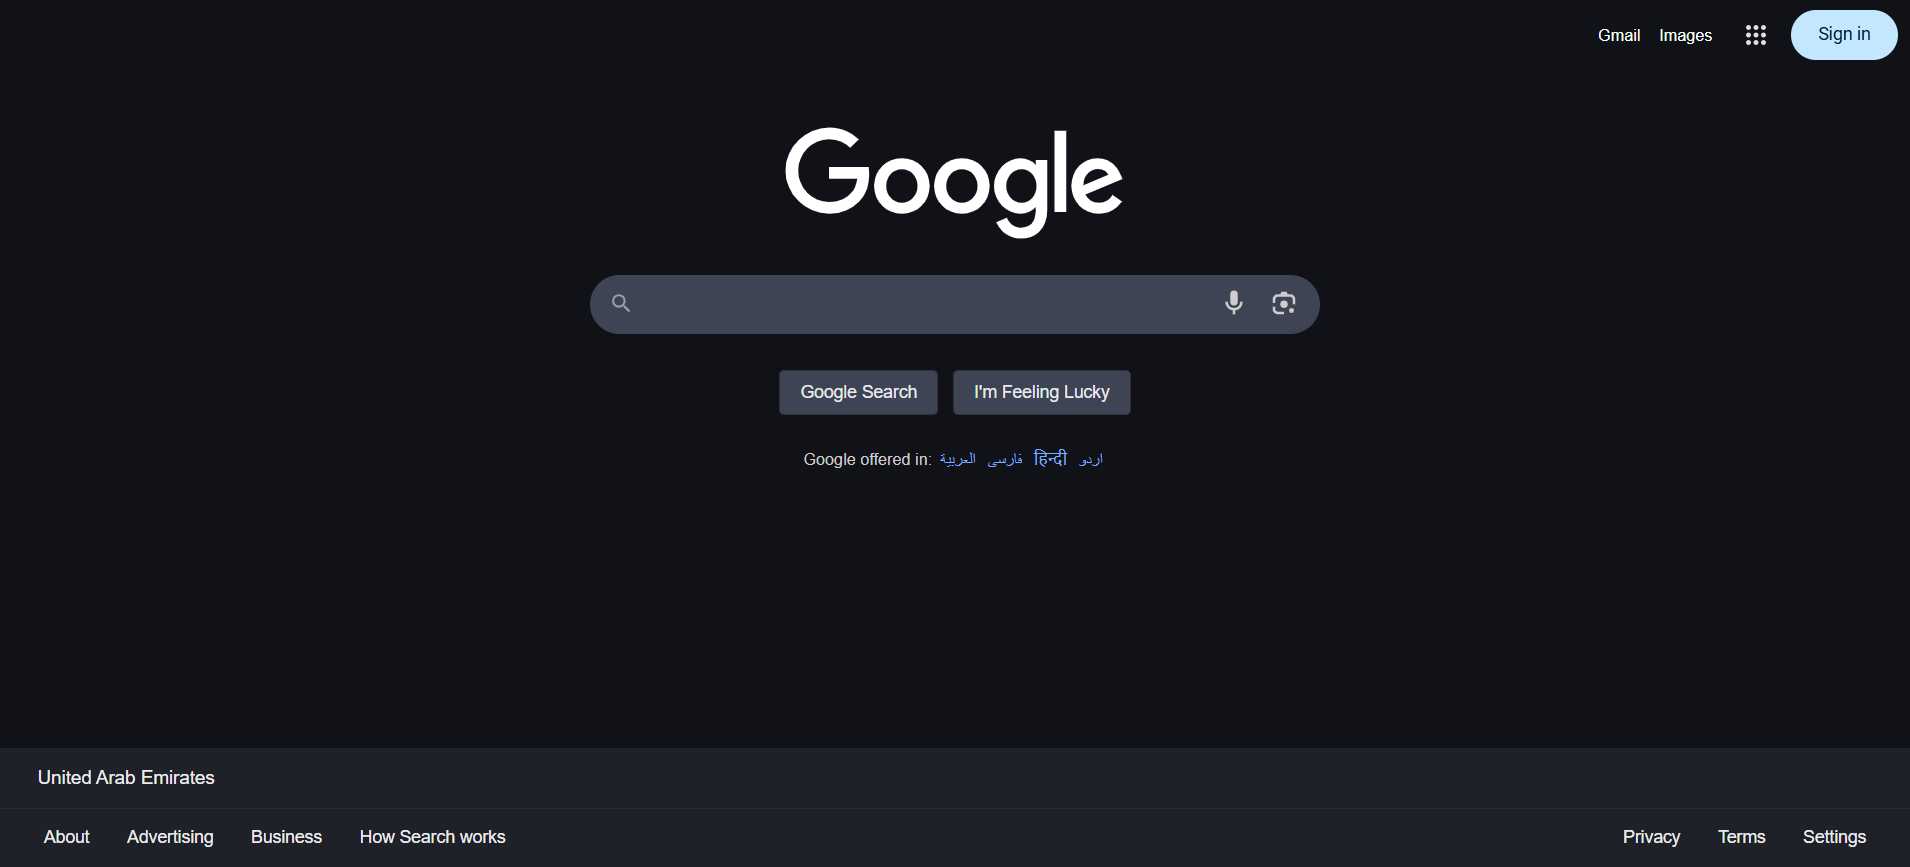 Gmail Images Sign in
Google
Google Search I'm Feeling Lucky
Google offered in: العربية فارسی हिन्दी اردو
United Arab Emirates
About Advertising Business How Search works Privacy Terms Settings